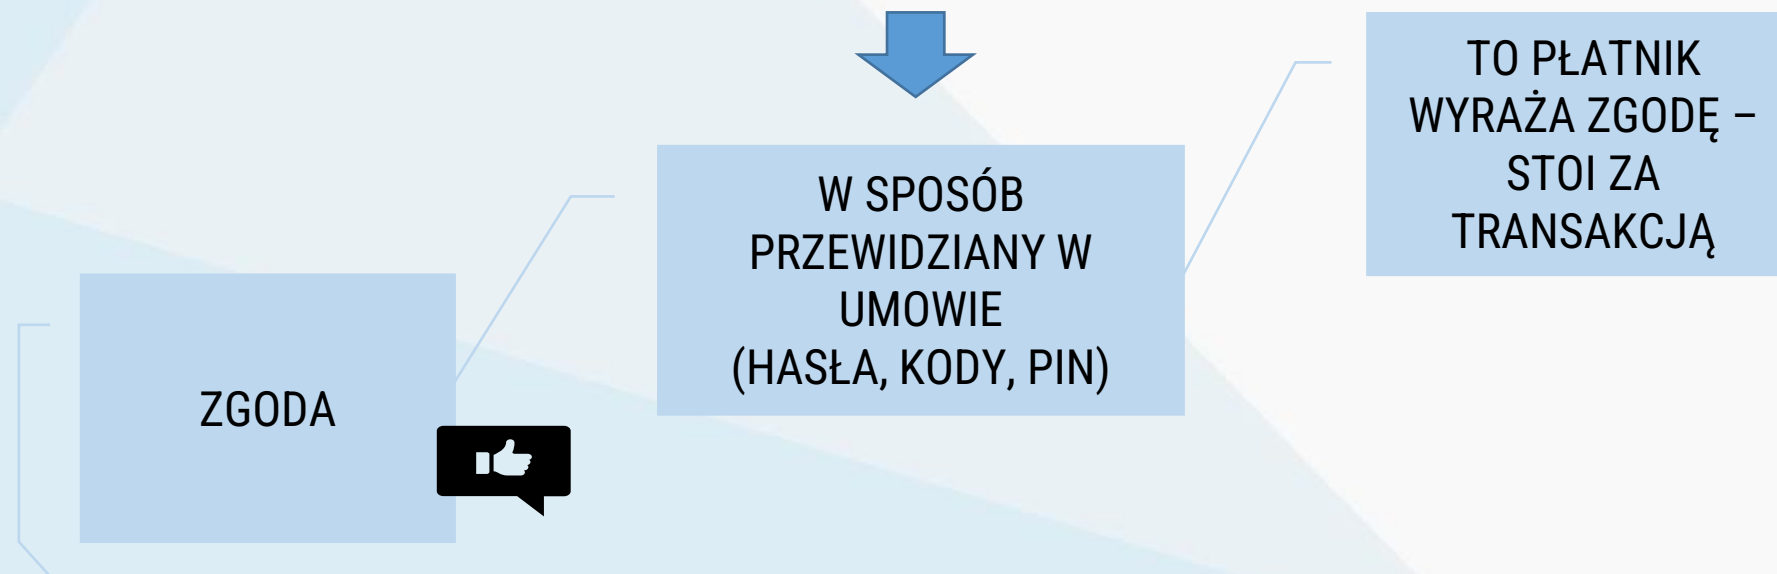 ZGODA
W SPOSÓB
PRZEWIDZIANY W
UMOWIE
(HASŁA, KODY, PIN)
TO PŁATNIK
WYRAŻA ZGODĘ –
STOI ZA
TRANSAKCJĄ